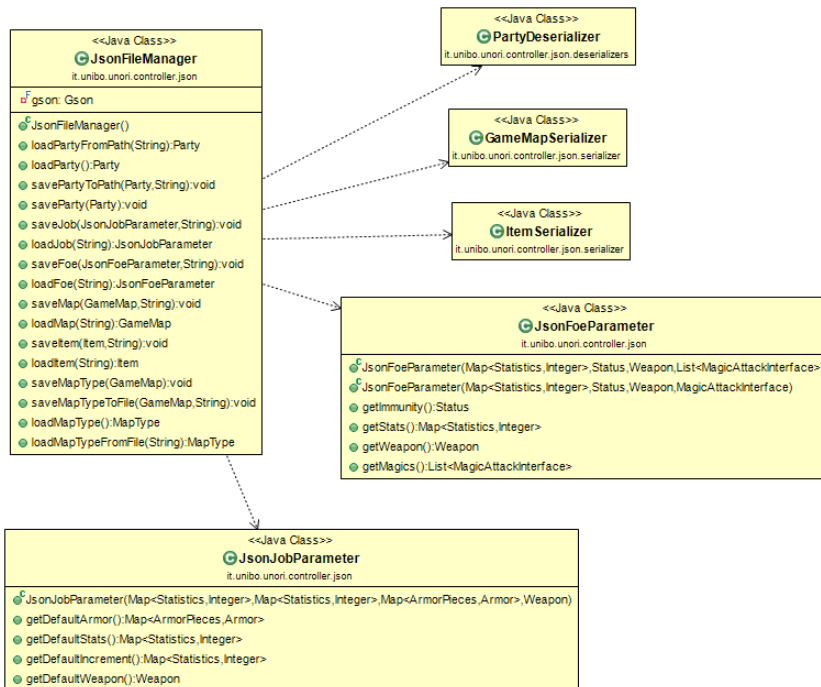 <<Java Class>>
JsonFileManager
it.unibo.unori.controller.json
gson: Gson
JsonFileManager()
loadPartyFromPath(String):Party
loadParty():Party
savePartyToPath(Party,String):void
saveParty(Party):void
saveJob(JsonJobParameter,String):void
loadJob(String):JsonJobParameter
saveFoe(JsonFoeParameter,String):void
loadFoe(String):JsonFoeParameter
saveMap(GameMap,String):void
loadMap(String):GameMap
saveItem(Item,String):void
loadItem(String):Item
saveMapType(GameMap):void
saveMapTypeToFile(GameMap,String):void
loadMapType():MapType
loadMapTypeFromFile(String):MapType
<<Java Class>>
PartyDeserializer
it.unibo.unori.controller.json.deserializers
<<Java Class>>
GameMapSerializer
it.unibo.unori.controller.json.serializer
<<Java Class>>
ItemSerializer
it.unibo.unori.controller.json.serializer
<<Java Class>>
JsonFoeParameter
it.unibo.unori.controller.json
JsonFoeParameter(Map<Statistics,Integer>,Status,Weapon,List<MagicAttackInterface>
JsonFoeParameter(Map<Statistics,Integer>,Status,Weapon,MagicAttackInterface)
getImmunity():Status
getStats():Map<Statistics,Integer>
getWeapon():Weapon
getMagics():List<MagicAttackInterface>
<<Java Class>>
JsonJobParameter
it.unibo.unori.controller.json
JsonJobParameter(Map<Statistics,Integer>,Map<Statistics,Integer>,Map<ArmorPieces,Armor>,Weapon)
getDefaultArmor():Map<ArmorPieces,Armor>
getDefaultStats():Map<Statistics,Integer>
getDefaultIncrement():Map<Statistics,Integer>
getDefaultWeapon():Weapon